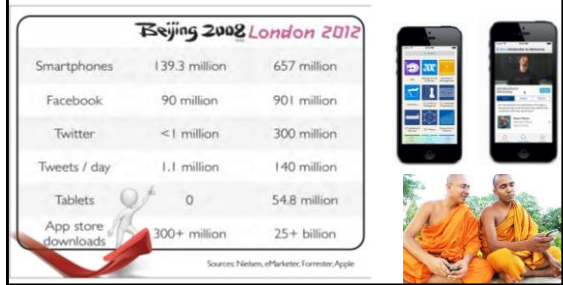 Beijing 2008 London 2012
Smartphones 139.3 million 657 million
Facebook 90 million 901 million
Twitter <1 million 300 million
Tweets / day 1.1 million 140 million
Tablets 0 54.8 million
App store
downloads 300+ million 25+ billion
Sources: Nielsen, eMarketer, Forrester, Apple